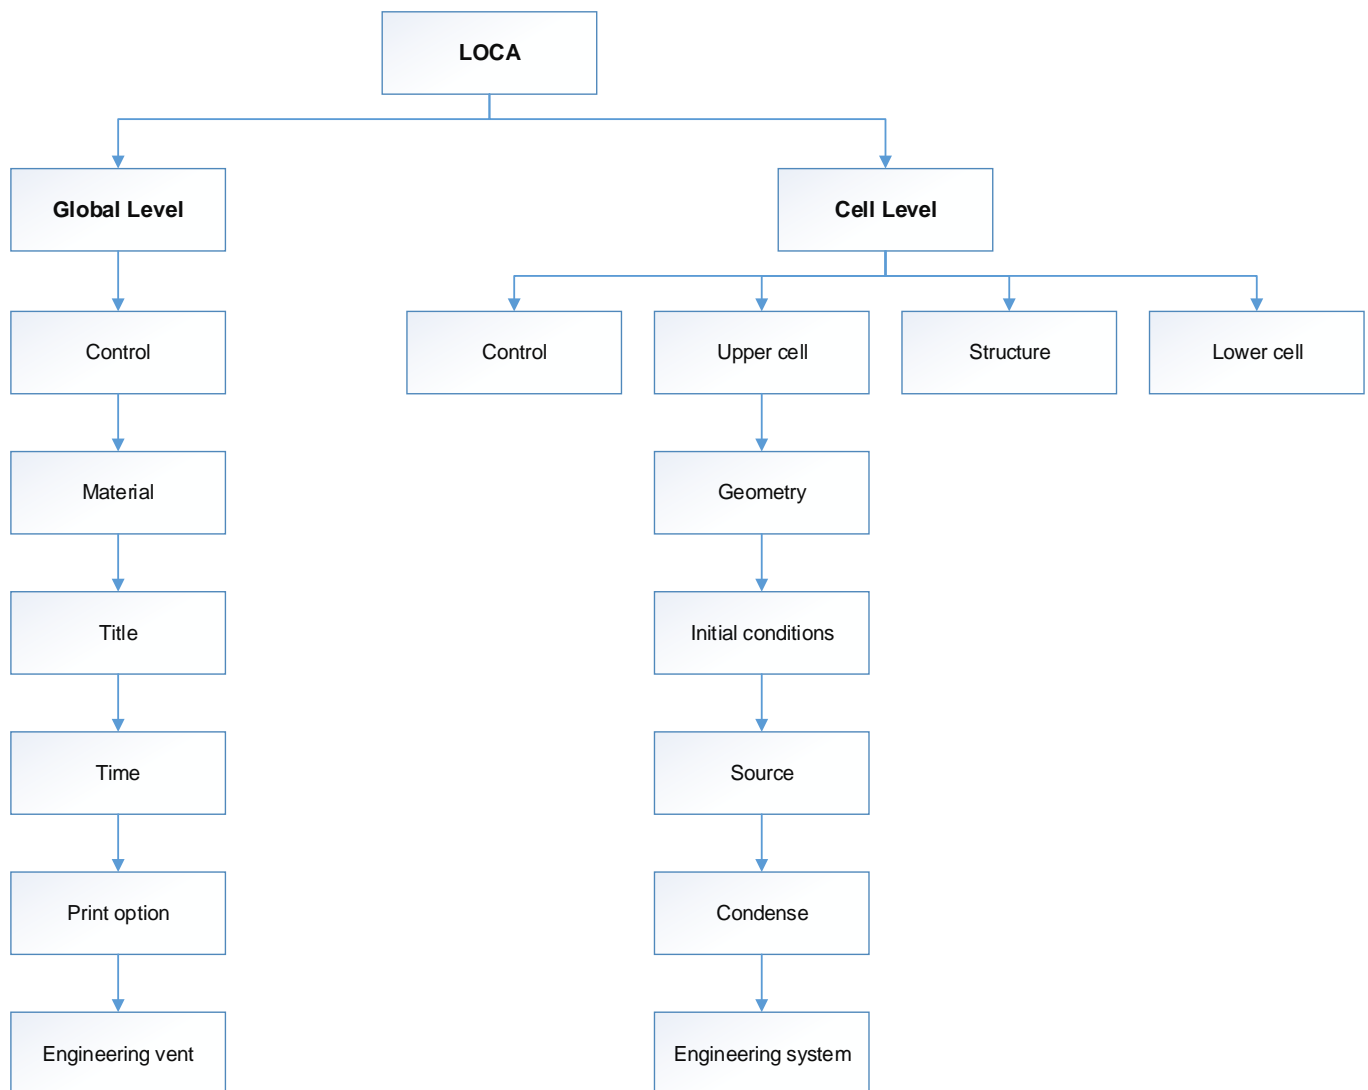 LOCA
Global Level
Cell Level
Control
Control
Upper cell
Structure
Lower cell
Material
Geometry
Title
Initial conditions
Time
Source
Print option
Condense
Engineering vent
Engineering system